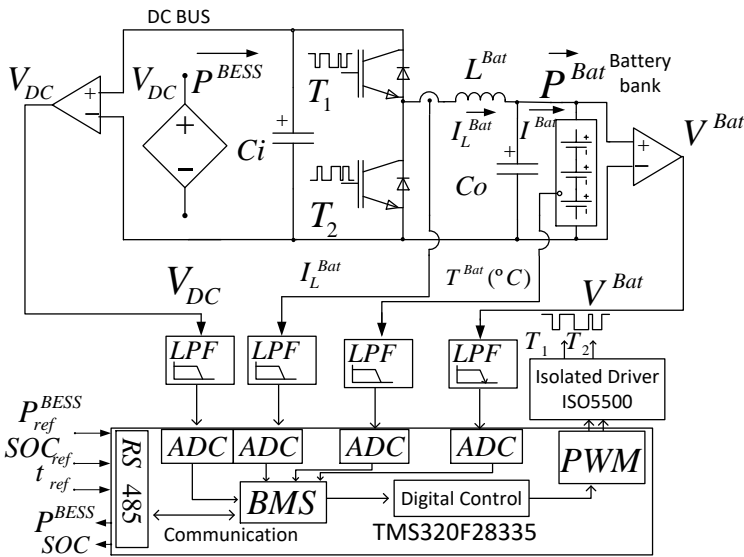 DC BUS
V_DC
V_DC
P^BESS
T_1
T_2
Ci
L^Bat
I_L^Bat
I^Bat
P^Bat
Battery
bank
Co
V^Bat
V_DC
I_L^Bat
T^Bat (ºC)
V^Bat
T_1 T_2
LPF
LPF
LPF
LPF
Isolated Driver
ISO5500
P_ref^BESS
SOC_ref
t_ref
P^BESS
SOC
RS 485
ADC
ADC
ADC
ADC
PWM
BMS
Digital Control
Communication
TMS320F28335